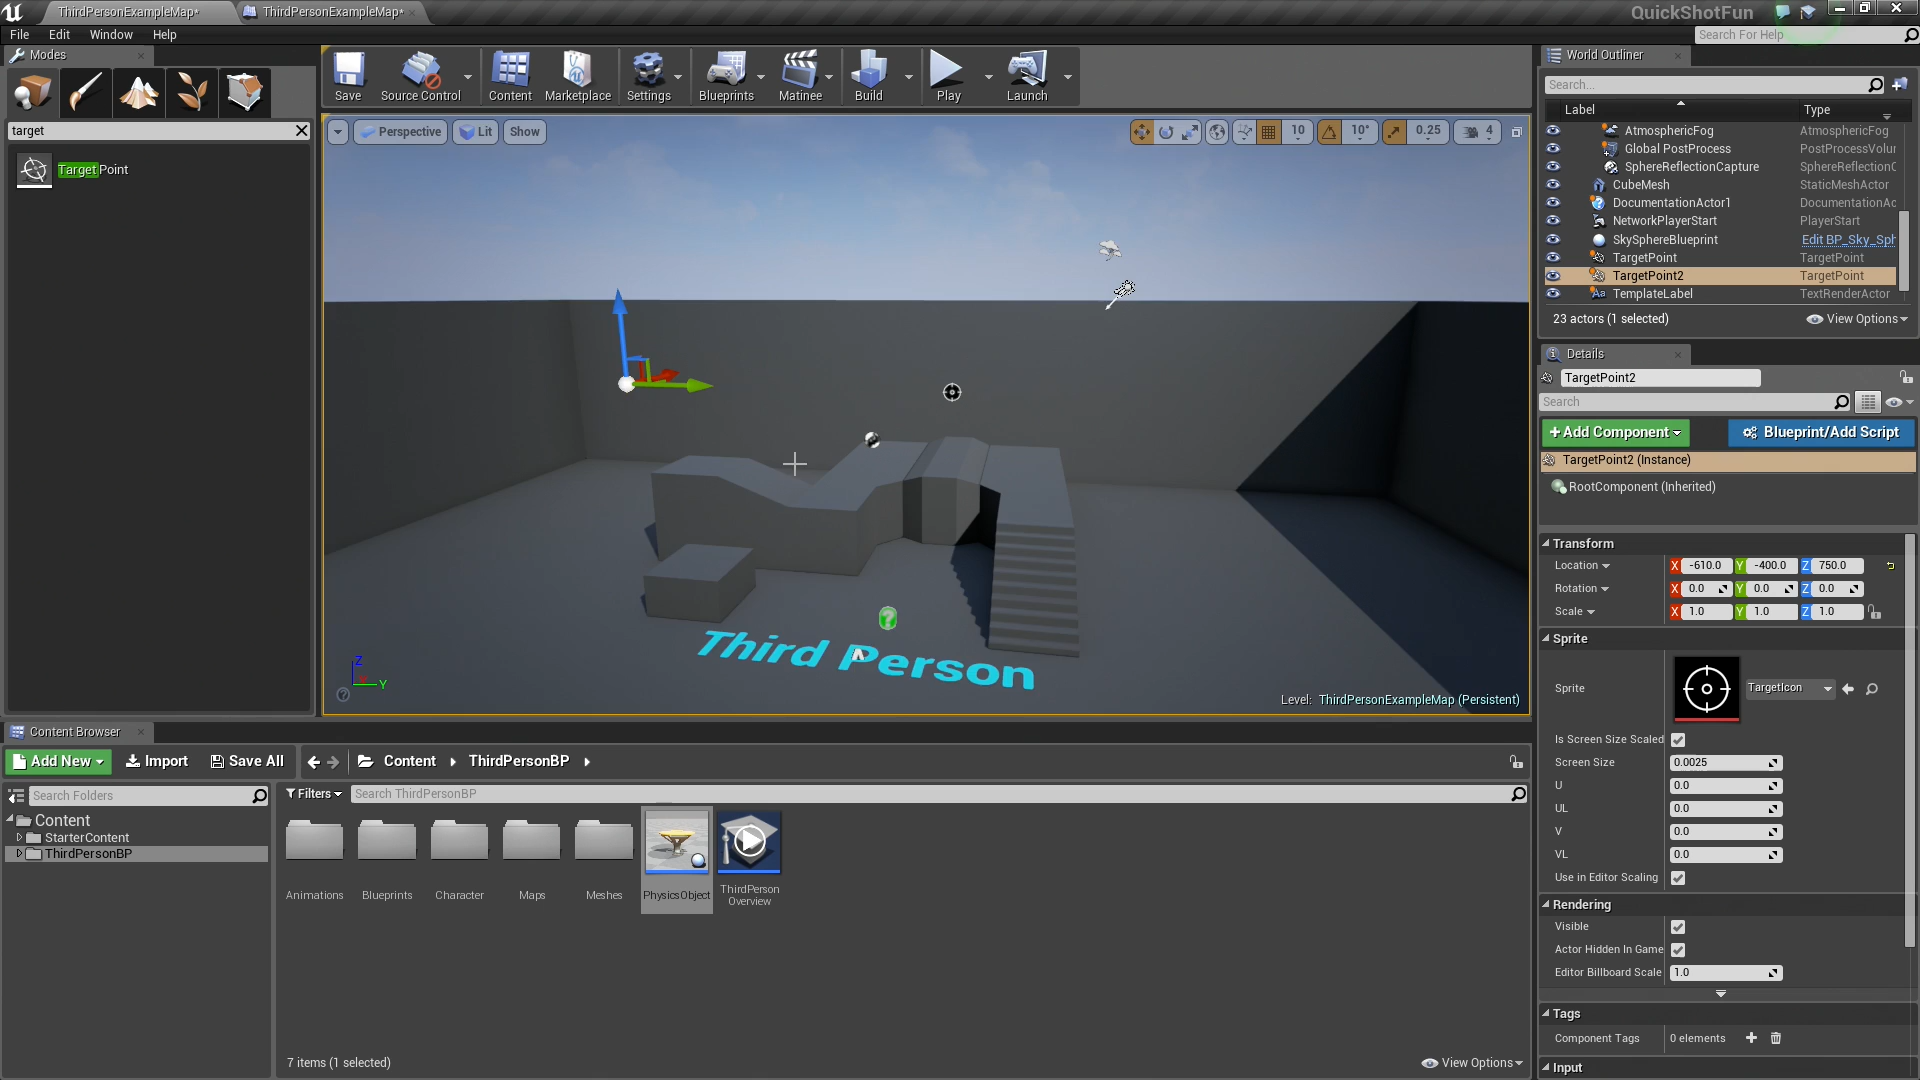 ThirdPersonExampleMap*
ThirdPersonExampleMap*
QuickShotFun
File Edit Window Help
Search For Help
Modes
target
Target Point
Save
Source Control
Content
Marketplace
Settings
Blueprints
Matinee
Build
Play
Launch
Perspective
Lit
Show
10
10°
0.25
4
Third Person
Z
Y
Level: ThirdPersonExampleMap (Persistent)
World Outliner
Search...
Label Type
AtmosphericFog AtmosphericFog
Global PostProcess PostProcessVolur
SphereReflectionCapture SphereReflectionC
CubeMesh StaticMeshActor
DocumentationActor1 DocumentationAc
NetworkPlayerStart PlayerStart
SkySphereBlueprint Edit BP_Sky_Sph
TargetPoint TargetPoint
TargetPoint2 TargetPoint
TemplateLabel TextRenderActor
23 actors (1 selected)
View Options
Details
TargetPoint2
Search
+Add Component
Blueprint/Add Script
TargetPoint2 (Instance)
RootComponent (Inherited)
Transform
Location X -610.0 Y -400.0 Z 750.0
Rotation X 0.0 Y 0.0 Z 0.0
Scale X 1.0 Y 1.0 Z 1.0
Sprite
Sprite TargetIcon
Is Screen Size Scaled
Screen Size 0.0025
U 0.0
UL 0.0
V 0.0
VL 0.0
Use in Editor Scaling
Rendering
Visible
Actor Hidden In Game
Editor Billboard Scale 1.0
Tags
Component Tags 0 elements
Input
Content Browser
Add New
Import
Save All
Content
ThirdPersonBP
Search Folders
Content
StarterContent
ThirdPersonBP
Filters
Search ThirdPersonBP
Animations
Blueprints
Character
Maps
Meshes
PhysicsObject
ThirdPerson
Overview
7 items (1 selected)
View Options